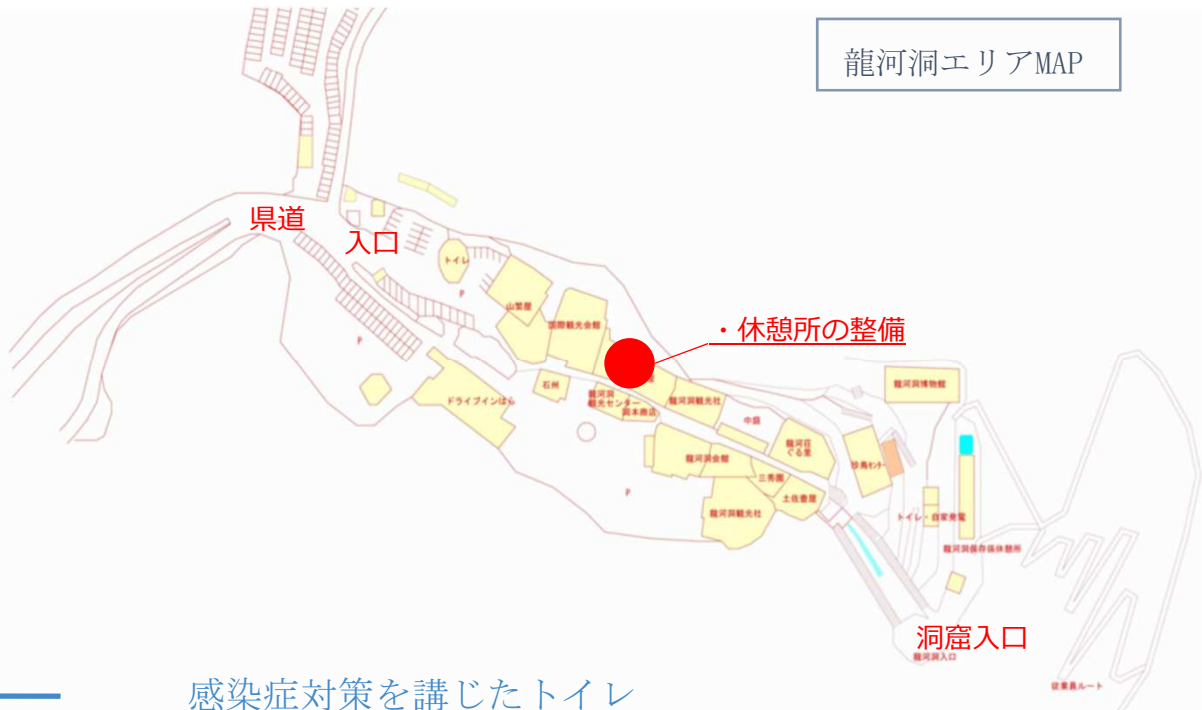 龍河洞エリアMAP
県道
入口
トイレ
P
山繁屋
国際観光会館
・休憩所の整備
P
ドライブインはら
石州
龍河洞
観光センター
岡本商店
龍河洞観光社
中庭
龍河洞博物館
龍河洞会館
龍河荘
ぐる里
珍鳥センター
三秀園
土佐壷屋
P
龍河洞観光社
トイレ・自家発電
龍河洞保存係休憩所
洞窟入口
龍河洞入口
従業員ルート
感染症対策を講じたトイレ